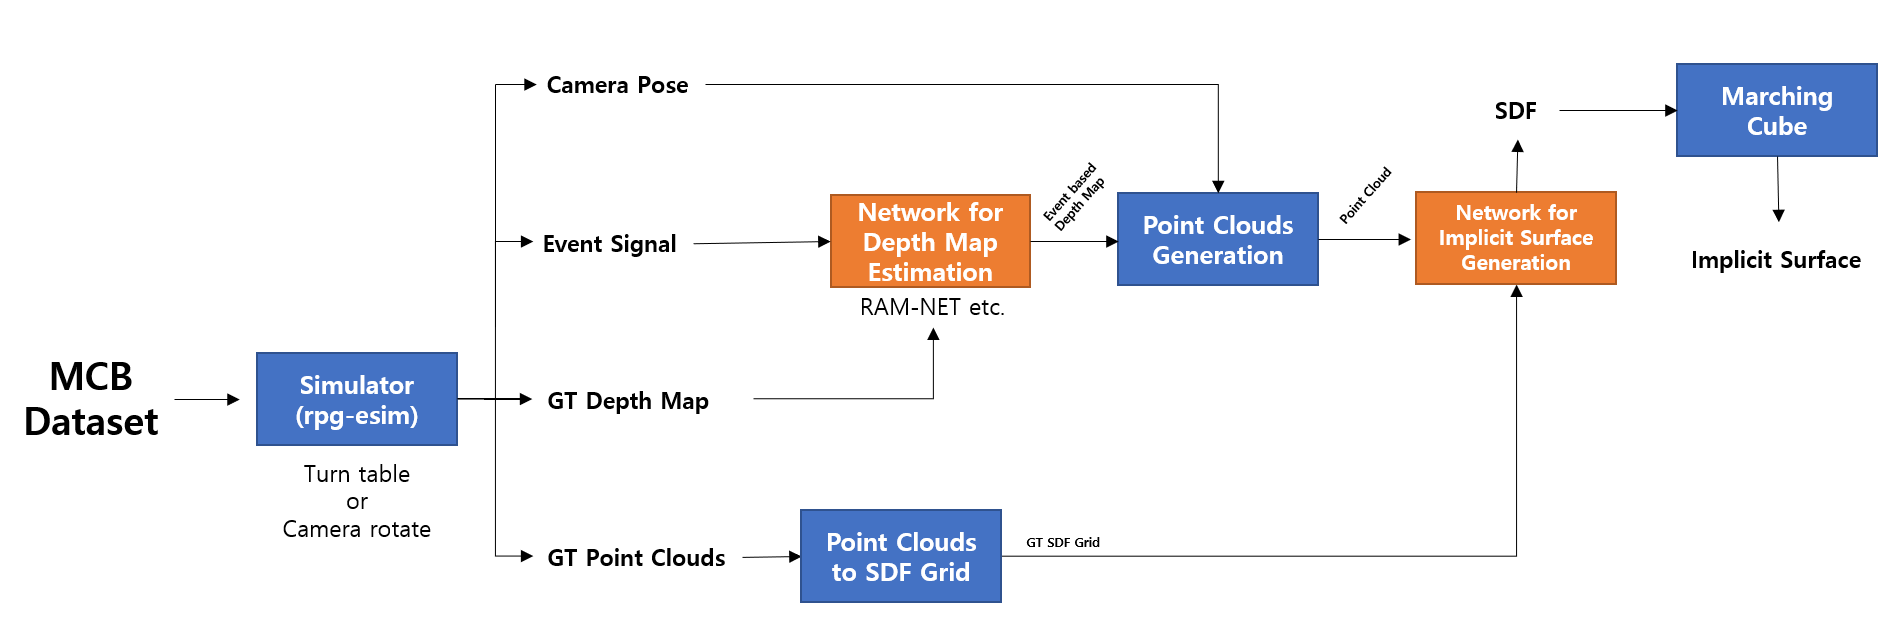 MCB
Dataset
Simulator
(rpg-esim)
Turn table
or
Camera rotate
Camera Pose
Event Signal
GT Depth Map
GT Point Clouds
Network for
Depth Map
Estimation
RAM-NET etc.
Event based
Depth Map
Point Clouds
Generation
Point Cloud
Point Clouds
to SDF Grid
GT SDF Grid
Network for
Implicit Surface
Generation
SDF
Marching
Cube
Implicit Surface